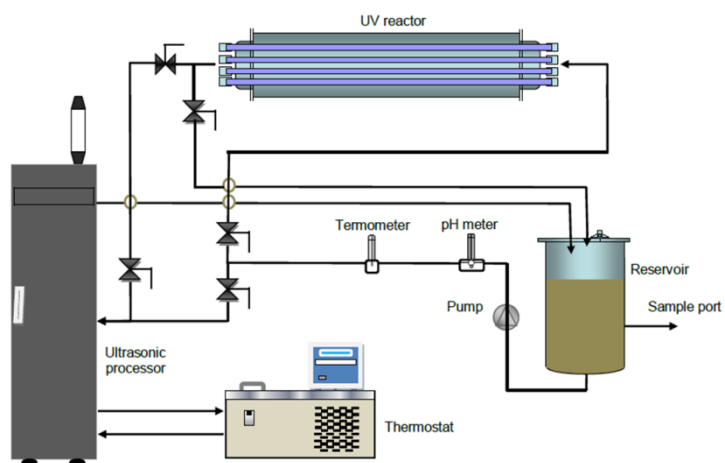 UV reactor
Termometer
pH meter
Reservoir
Pump
Sample port
Ultrasonic
processor
Thermostat